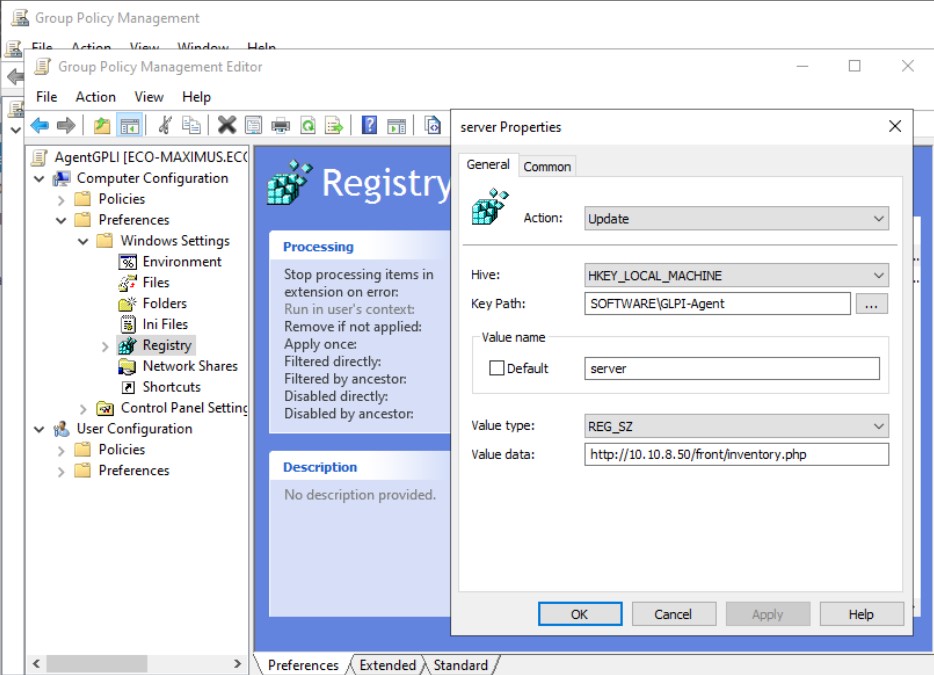 Group Policy Management
File Action View Window Help
Group Policy Management Editor
File Action View Help
AgentGPLI [ECO-MAXIMUS.ECO
Computer Configuration
Policies
Preferences
Windows Settings
Environment
Files
Folders
Ini Files
Registry
Network Shares
Shortcuts
Control Panel Setting
User Configuration
Policies
Preferences
Registry
Processing
Stop processing items in
extension on error:
Run in user's context:
Remove if not applied:
Apply once:
Filtered directly:
Filtered by ancestor:
Disabled directly:
Disabled by ancestor:
Description
No description provided.
Preferences Extended Standard
server Properties
General Common
Action: Update
Hive: HKEY_LOCAL_MACHINE
Key Path: SOFTWARE\GLPI-Agent ...
Value name
Default server
Value type: REG_SZ
Value data: http://10.10.8.50/front/inventory.php
OK Cancel Apply Help